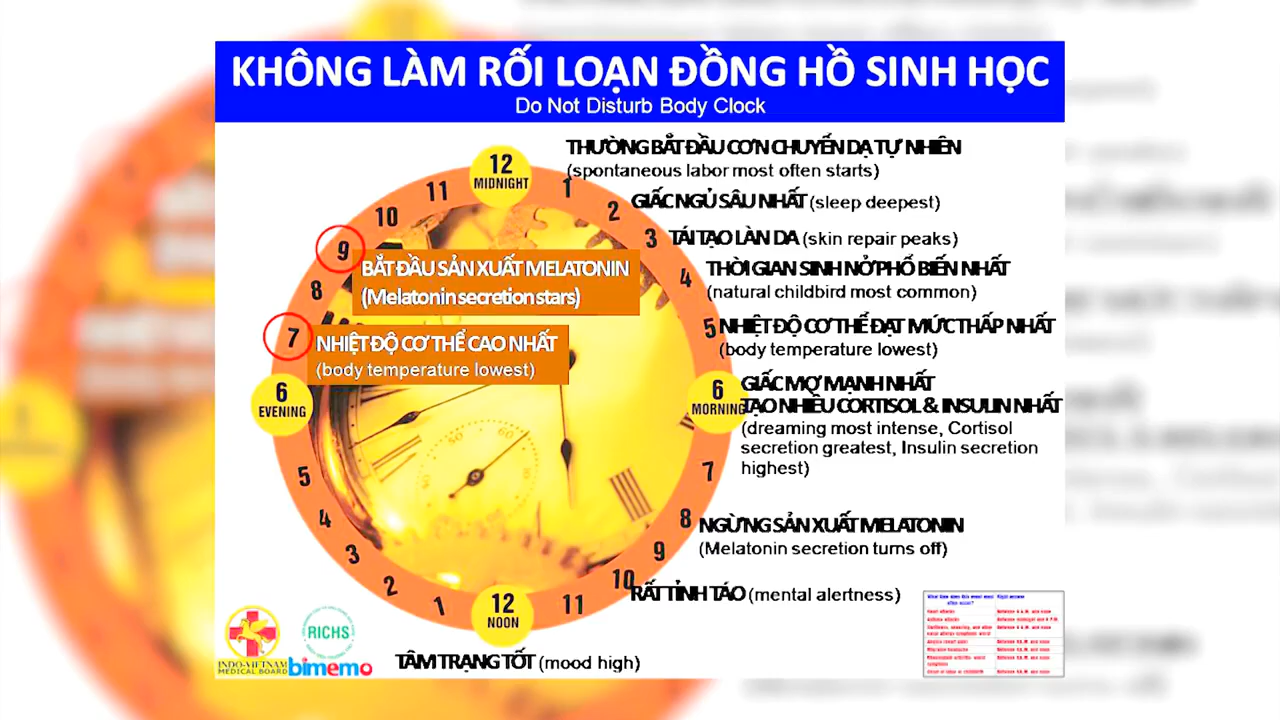 KHÔNG LÀM RỐI LOẠN ĐỒNG HỒ SINH HỌC
Do Not Disturb Body Clock
THƯỜNG BẮT ĐẦU CƠN CHUYỂN DẠ TỰ NHIÊN
(spontaneous labor most often starts)
GIẤC NGỦ SÂU NHẤT (sleep deepest)
TÁI TẠO LÀN DA (skin repair peaks)
THỜI GIAN SINH NỞ PHỔ BIẾN NHẤT
(natural childbird most common)
NHIỆT ĐỘ CƠ THỂ ĐẠT MỨC THẤP NHẤT
(body temperature lowest)
GIẤC MƠ MẠNH NHẤT
TẠO NHIỀU CORTISOL & INSULIN NHẤT
(dreaming most intense, Cortisol
secretion greatest, Insulin secretion
highest)
NGỪNG SẢN XUẤT MELATONIN
(Melatonin secretion turns off)
RẤT TỈNH TÁO (mental alertness)
TÂM TRẠNG TỐT (mood high)
BẮT ĐẦU SẢN XUẤT MELATONIN
(Melatonin secretion stars)
NHIỆT ĐỘ CƠ THỂ CAO NHẤT
(body temperature lowest)
12
MIDNIGHT
1
2
3
4
5
6
MORNING
7
8
9
10
11
12
NOON
1
2
3
4
5
6
EVENING
7
8
9
10
11
60
INDO-VIETNAM
MEDICAL BOARD
RICHS
bimemo